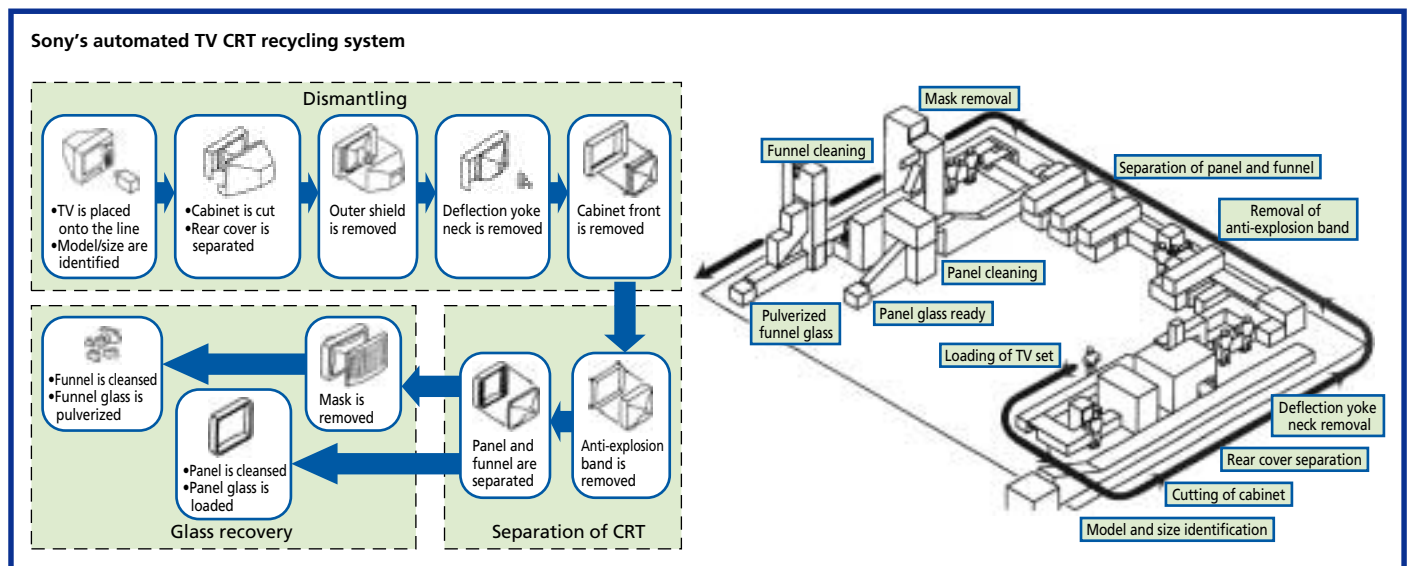 Sony's automated TV CRT recycling system
Dismantling
•TV is placed
onto the line
•Model/size are
identified
•Cabinet is cut
•Rear cover is
separated
Outer shield
is removed
Deflection yoke
neck is removed
Cabinet front
is removed
•Funnel is cleansed
•Funnel glass is
pulverized
Mask is
removed
•Panel is cleansed
•Panel glass is
loaded
Glass recovery
Panel and
funnel are
separated
Anti-explosion
band is
removed
Separation of CRT
Mask removal
Funnel cleaning
Separation of panel and funnel
Removal of
anti-explosion band
Panel cleaning
Pulverized
funnel glass
Panel glass ready
Loading of TV set
Deflection yoke
neck removal
Rear cover separation
Cutting of cabinet
Model and size identification